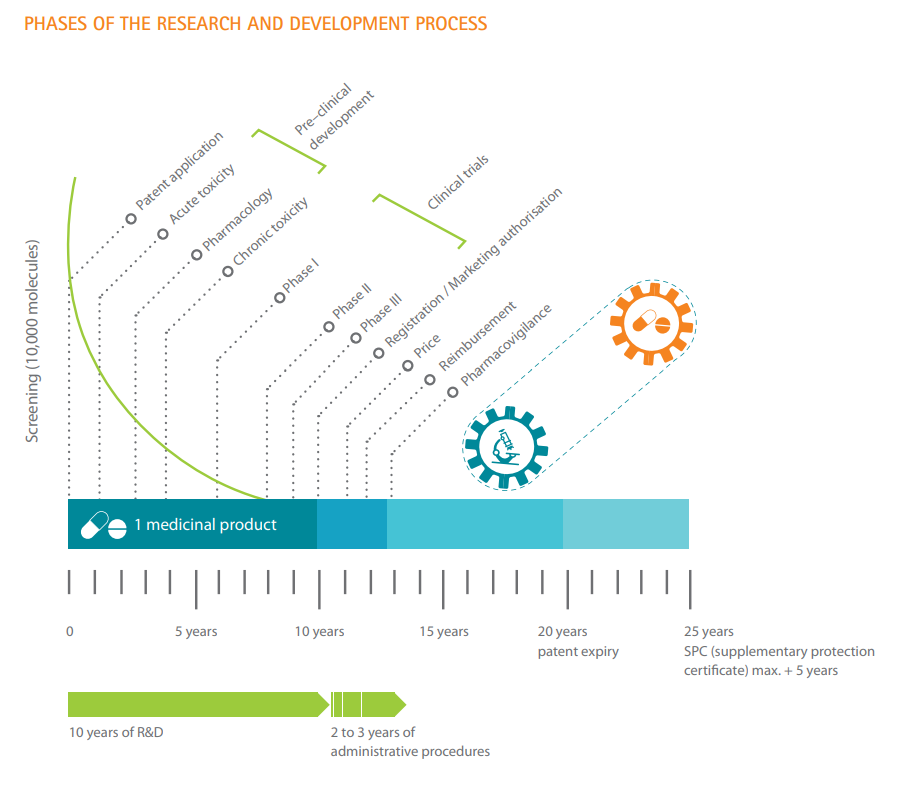 PHASES OF THE RESEARCH AND DEVELOPMENT PROCESS
Screening (10,000 molecules)
Patent application
Acute toxicity
Pharmacology
Chronic toxicity
Pre–clinical
development
Phase I
Phase II
Phase III
Clinical trials
Registration / Marketing authorisation
Price
Reimbursement
Pharmacovigilance
1 medicinal product
0
5 years
10 years
15 years
20 years
patent expiry
25 years
SPC (supplementary protection
certificate) max. + 5 years
10 years of R&D
2 to 3 years of
administrative procedures